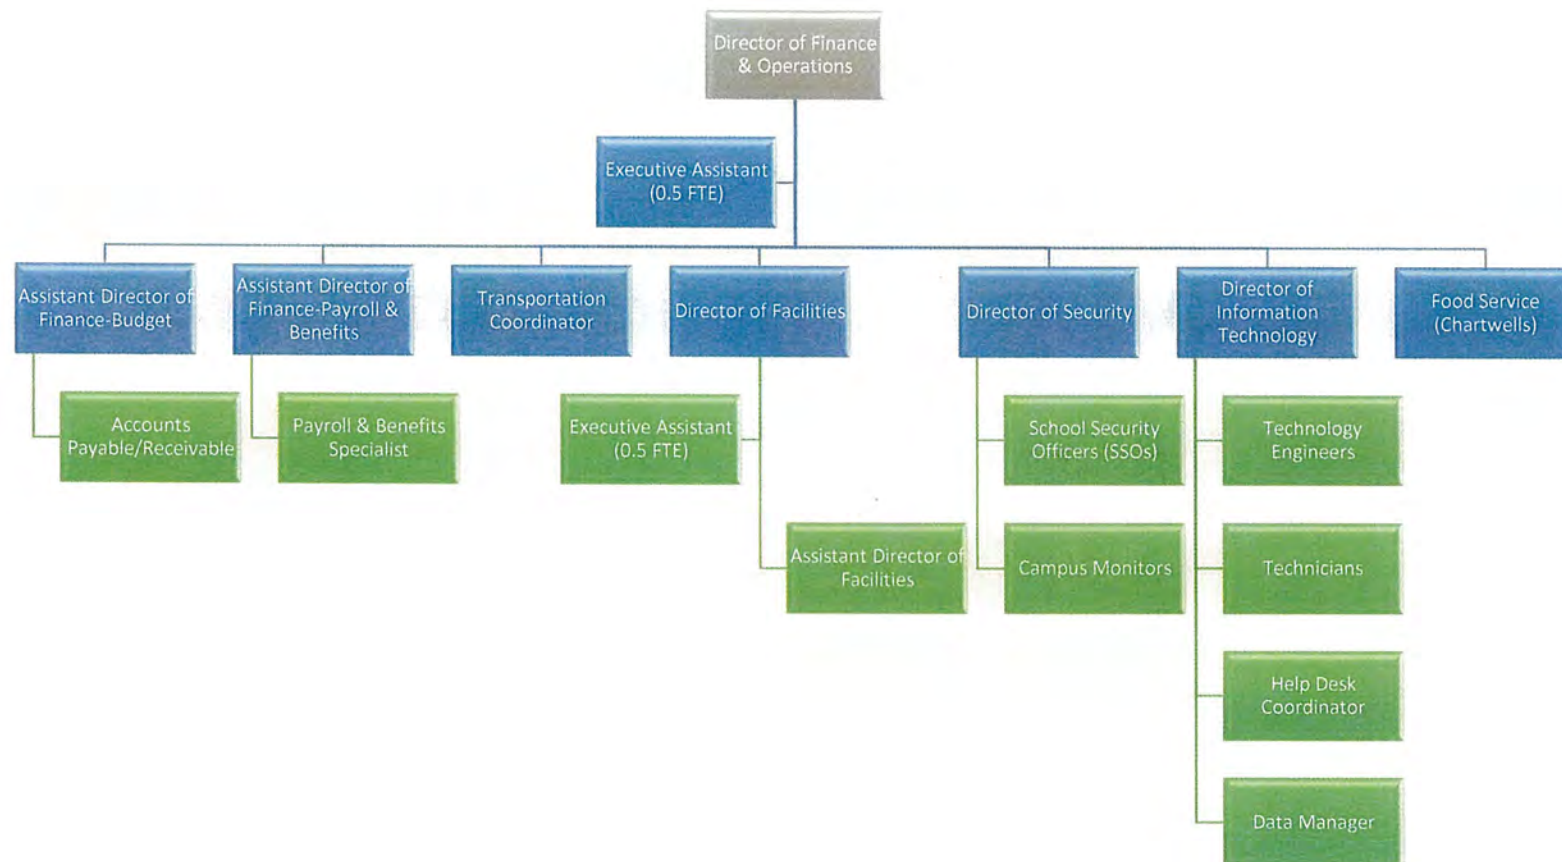 Director of Finance
& Operations
Executive Assistant
(0.5 FTE)
Assistant Director of
Finance-Budget
Assistant Director of
Finance-Payroll &
Benefits
Transportation
Coordinator
Director of Facilities
Director of Security
Director of
Information
Technology
Food Service
(Chartwells)
Accounts
Payable/Receivable
Payroll & Benefits
Specialist
Executive Assistant
(0.5 FTE)
School Security
Officers (SSOs)
Technology
Engineers
Assistant Director of
Facilities
Campus Monitors
Technicians
Help Desk
Coordinator
Data Manager